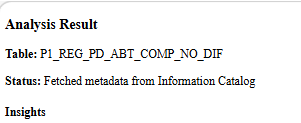 Analysis Result
Table: P1_REG_PD_ABT_COMP_NO_DIF
Status: Fetched metadata from Information Catalog
Insights